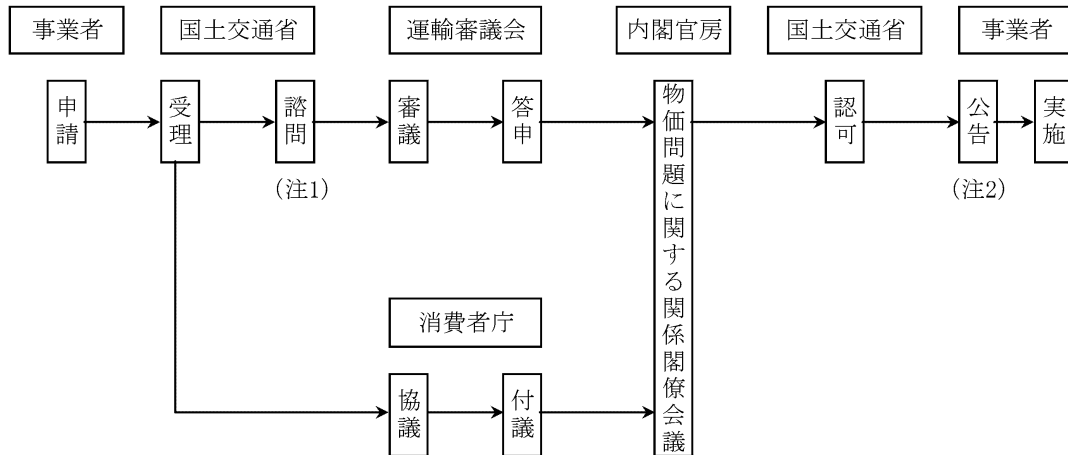 事業者
国土交通省
運輸審議会
内閣官房
国土交通省
事業者
申請
受理
諮問
(注1)
審議
答申
物価問題に関する関係閣僚会議
認可
公告
(注2)
実施
消費者庁
協議
付議